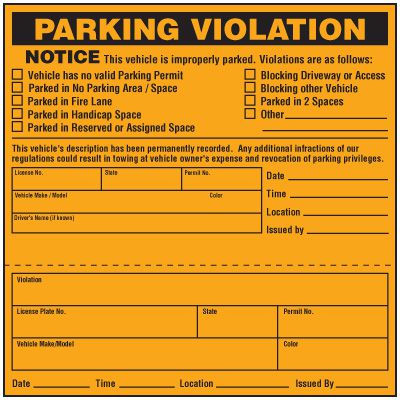 PARKING VIOLATION
NOTICE This vehicle is improperly parked. Violations are as follows:
Vehicle has no valid Parking Permit
Parked in No Parking Area / Space
Parked in Fire Lane
Parked in Handicap Space
Parked in Reserved or Assigned Space
Blocking Driveway or Access
Blocking other Vehicle
Parked in 2 Spaces
Other
This vehicle's description has been permanently recorded. Any additional infractions of our
regulations could result in towing at vehicle owner's expense and revocation of parking privileges.
License No. State Permit No.
Vehicle Make / Model Color
Driver's Name (if known)
Date
Time
Location
Issued by
Violation
License Plate No. State Permit No.
Vehicle Make/Model Color
Date Time Location Issued By